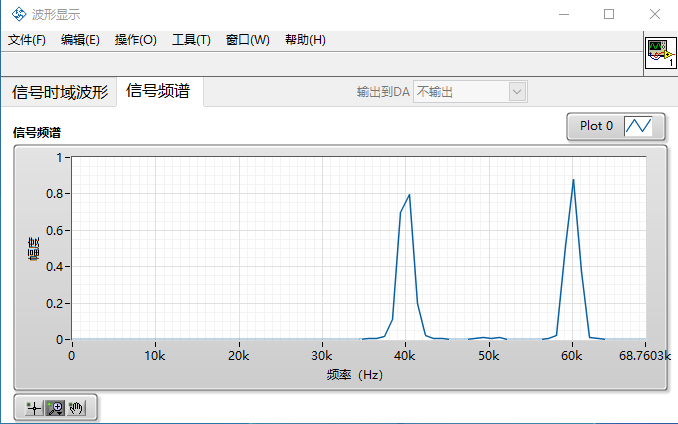 波形显示
文件(F) 编辑(E) 操作(O) 工具(T) 窗口(W) 帮助(H)
1
信号时域波形 信号频谱 输出到DA 不输出
Plot 0
信号频谱
1
0.8
0.6
0.4
0.2
0
幅度
0 10k 20k 30k 40k 50k 60k 68.7603k
频率（Hz）